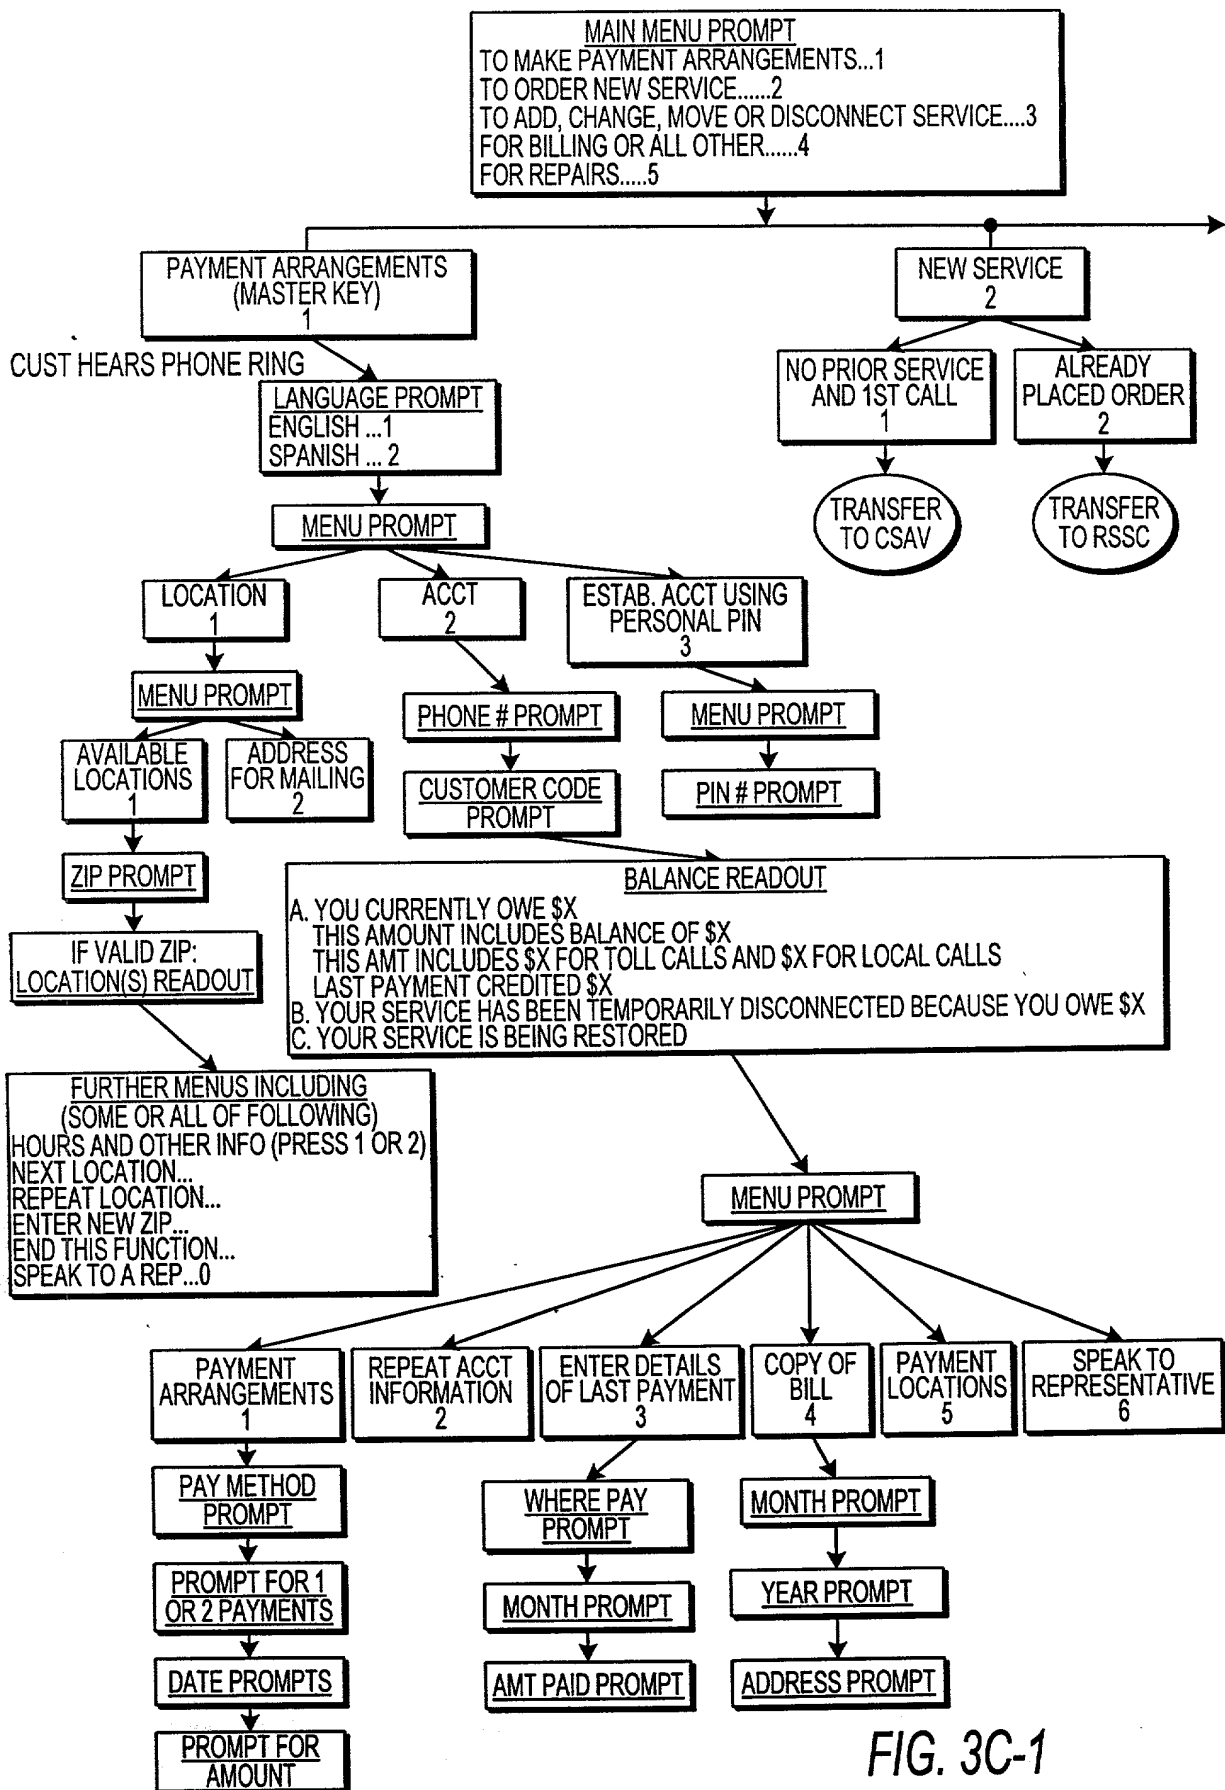 MAIN MENU PROMPT
TO MAKE PAYMENT ARRANGEMENTS...1
TO ORDER NEW SERVICE......2
TO ADD, CHANGE, MOVE OR DISCONNECT SERVICE....3
FOR BILLING OR ALL OTHER......4
FOR REPAIRS.....5
PAYMENT ARRANGEMENTS
(MASTER KEY)
1
NEW SERVICE
2
CUST HEARS PHONE RING
LANGUAGE PROMPT
ENGLISH ...1
SPANISH ... 2
NO PRIOR SERVICE
AND 1ST CALL
1
ALREADY
PLACED ORDER
2
MENU PROMPT
TRANSFER
TO CSAV
TRANSFER
TO RSSC
LOCATION
1
ACCT
2
ESTAB. ACCT USING
PERSONAL PIN
3
MENU PROMPT
PHONE # PROMPT
MENU PROMPT
AVAILABLE
LOCATIONS
1
ADDRESS
FOR MAILING
2
CUSTOMER CODE
PROMPT
PIN # PROMPT
ZIP PROMPT
BALANCE READOUT
A. YOU CURRENTLY OWE $X
THIS AMOUNT INCLUDES BALANCE OF $X
THIS AMT INCLUDES $X FOR TOLL CALLS AND $X FOR LOCAL CALLS
LAST PAYMENT CREDITED $X
B. YOUR SERVICE HAS BEEN TEMPORARILY DISCONNECTED BECAUSE YOU OWE $X
C. YOUR SERVICE IS BEING RESTORED
IF VALID ZIP:
LOCATION(S) READOUT
FURTHER MENUS INCLUDING
(SOME OR ALL OF FOLLOWING)
HOURS AND OTHER INFO (PRESS 1 OR 2)
NEXT LOCATION...
REPEAT LOCATION...
ENTER NEW ZIP...
END THIS FUNCTION...
SPEAK TO A REP...0
MENU PROMPT
PAYMENT
ARRANGEMENTS
1
REPEAT ACCT
INFORMATION
2
ENTER DETAILS
OF LAST PAYMENT
3
COPY OF
BILL
4
PAYMENT
LOCATIONS
5
SPEAK TO
REPRESENTATIVE
6
PAY METHOD
PROMPT
WHERE PAY
PROMPT
MONTH PROMPT
PROMPT FOR 1
OR 2 PAYMENTS
MONTH PROMPT
YEAR PROMPT
DATE PROMPTS
AMT PAID PROMPT
ADDRESS PROMPT
PROMPT FOR
AMOUNT
FIG. 3C-1